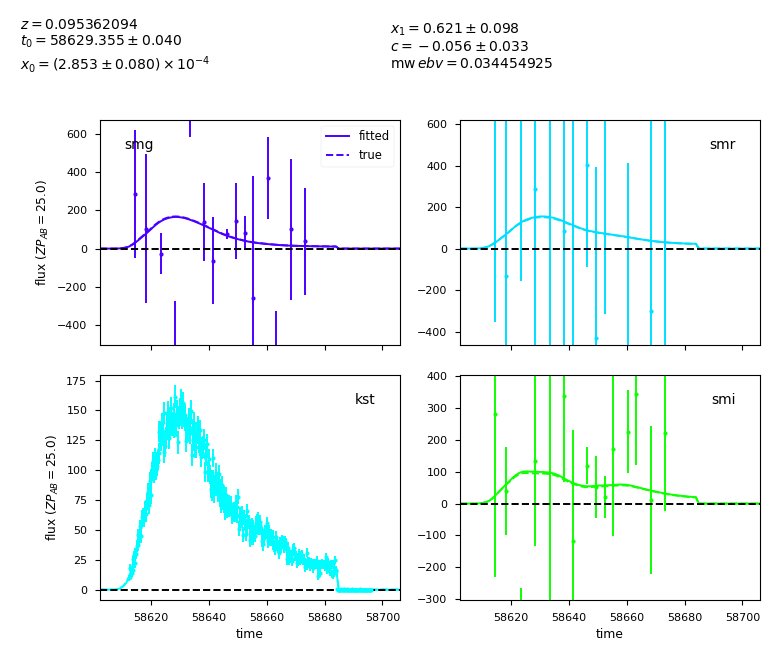 z = 0.095362094
t₀ = 58629.355 ± 0.040
x₀ = (2.853 ± 0.080) × 10⁻⁴
x₁ = 0.621 ± 0.098
c = −0.056 ± 0.033
mw ebv = 0.034454925
smg
fitted
true
600
400
200
0
−200
−400
flux (ZP_AB = 25.0)
smr
600
400
200
0
−200
−400
kst
175
150
125
100
75
50
25
0
flux (ZP_AB = 25.0)
58620 58640 58660 58680 58700
time
smi
400
300
200
100
0
−100
−200
−300
58620 58640 58660 58680 58700
time